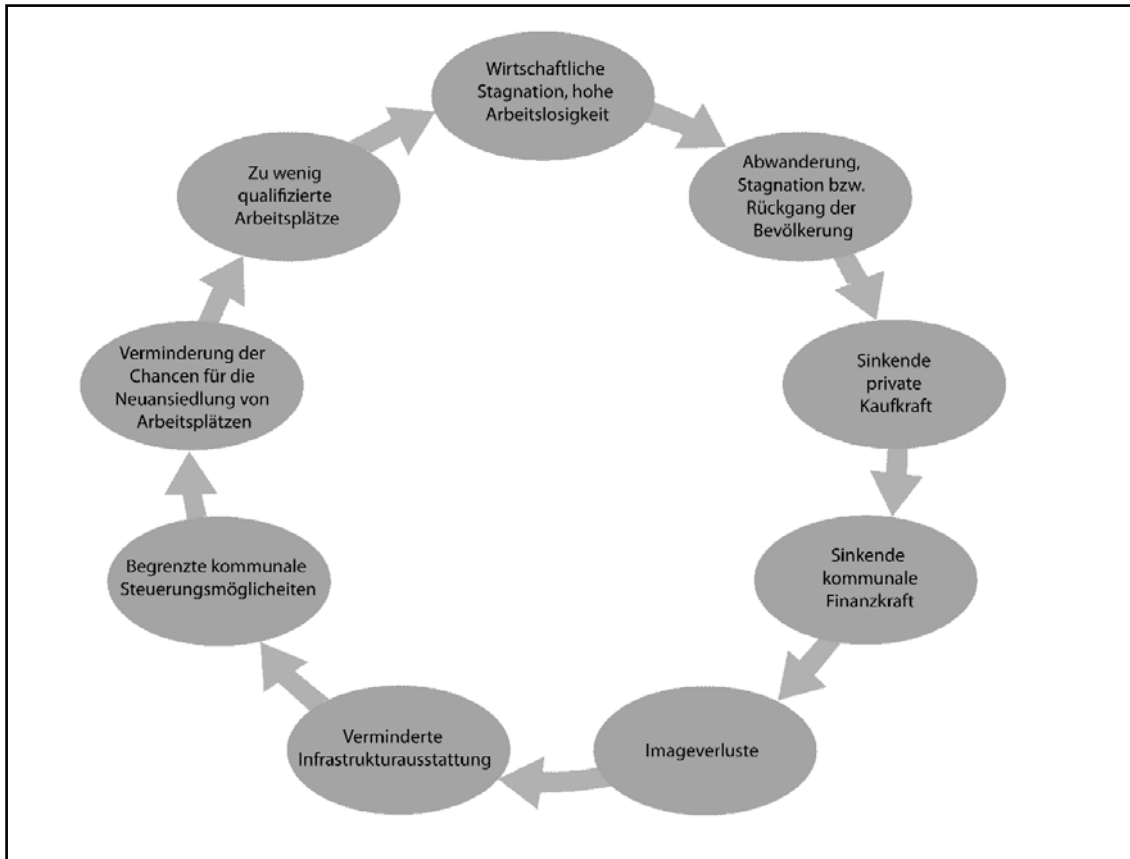 Wirtschaftliche
Stagnation, hohe
Arbeitslosigkeit
Abwanderung,
Stagnation bzw.
Rückgang der
Bevölkerung
Sinkende
private
Kaufkraft
Sinkende
kommunale
Finanzkraft
Imageverluste
Verminderte
Infrastrukturausstattung
Begrenzte kommunale
Steuerungsmöglicheiten
Verminderung der
Chancen für die
Neuansiedlung von
Arbeitsplätzen
Zu wenig
qualifizierte
Arbeitsplätze